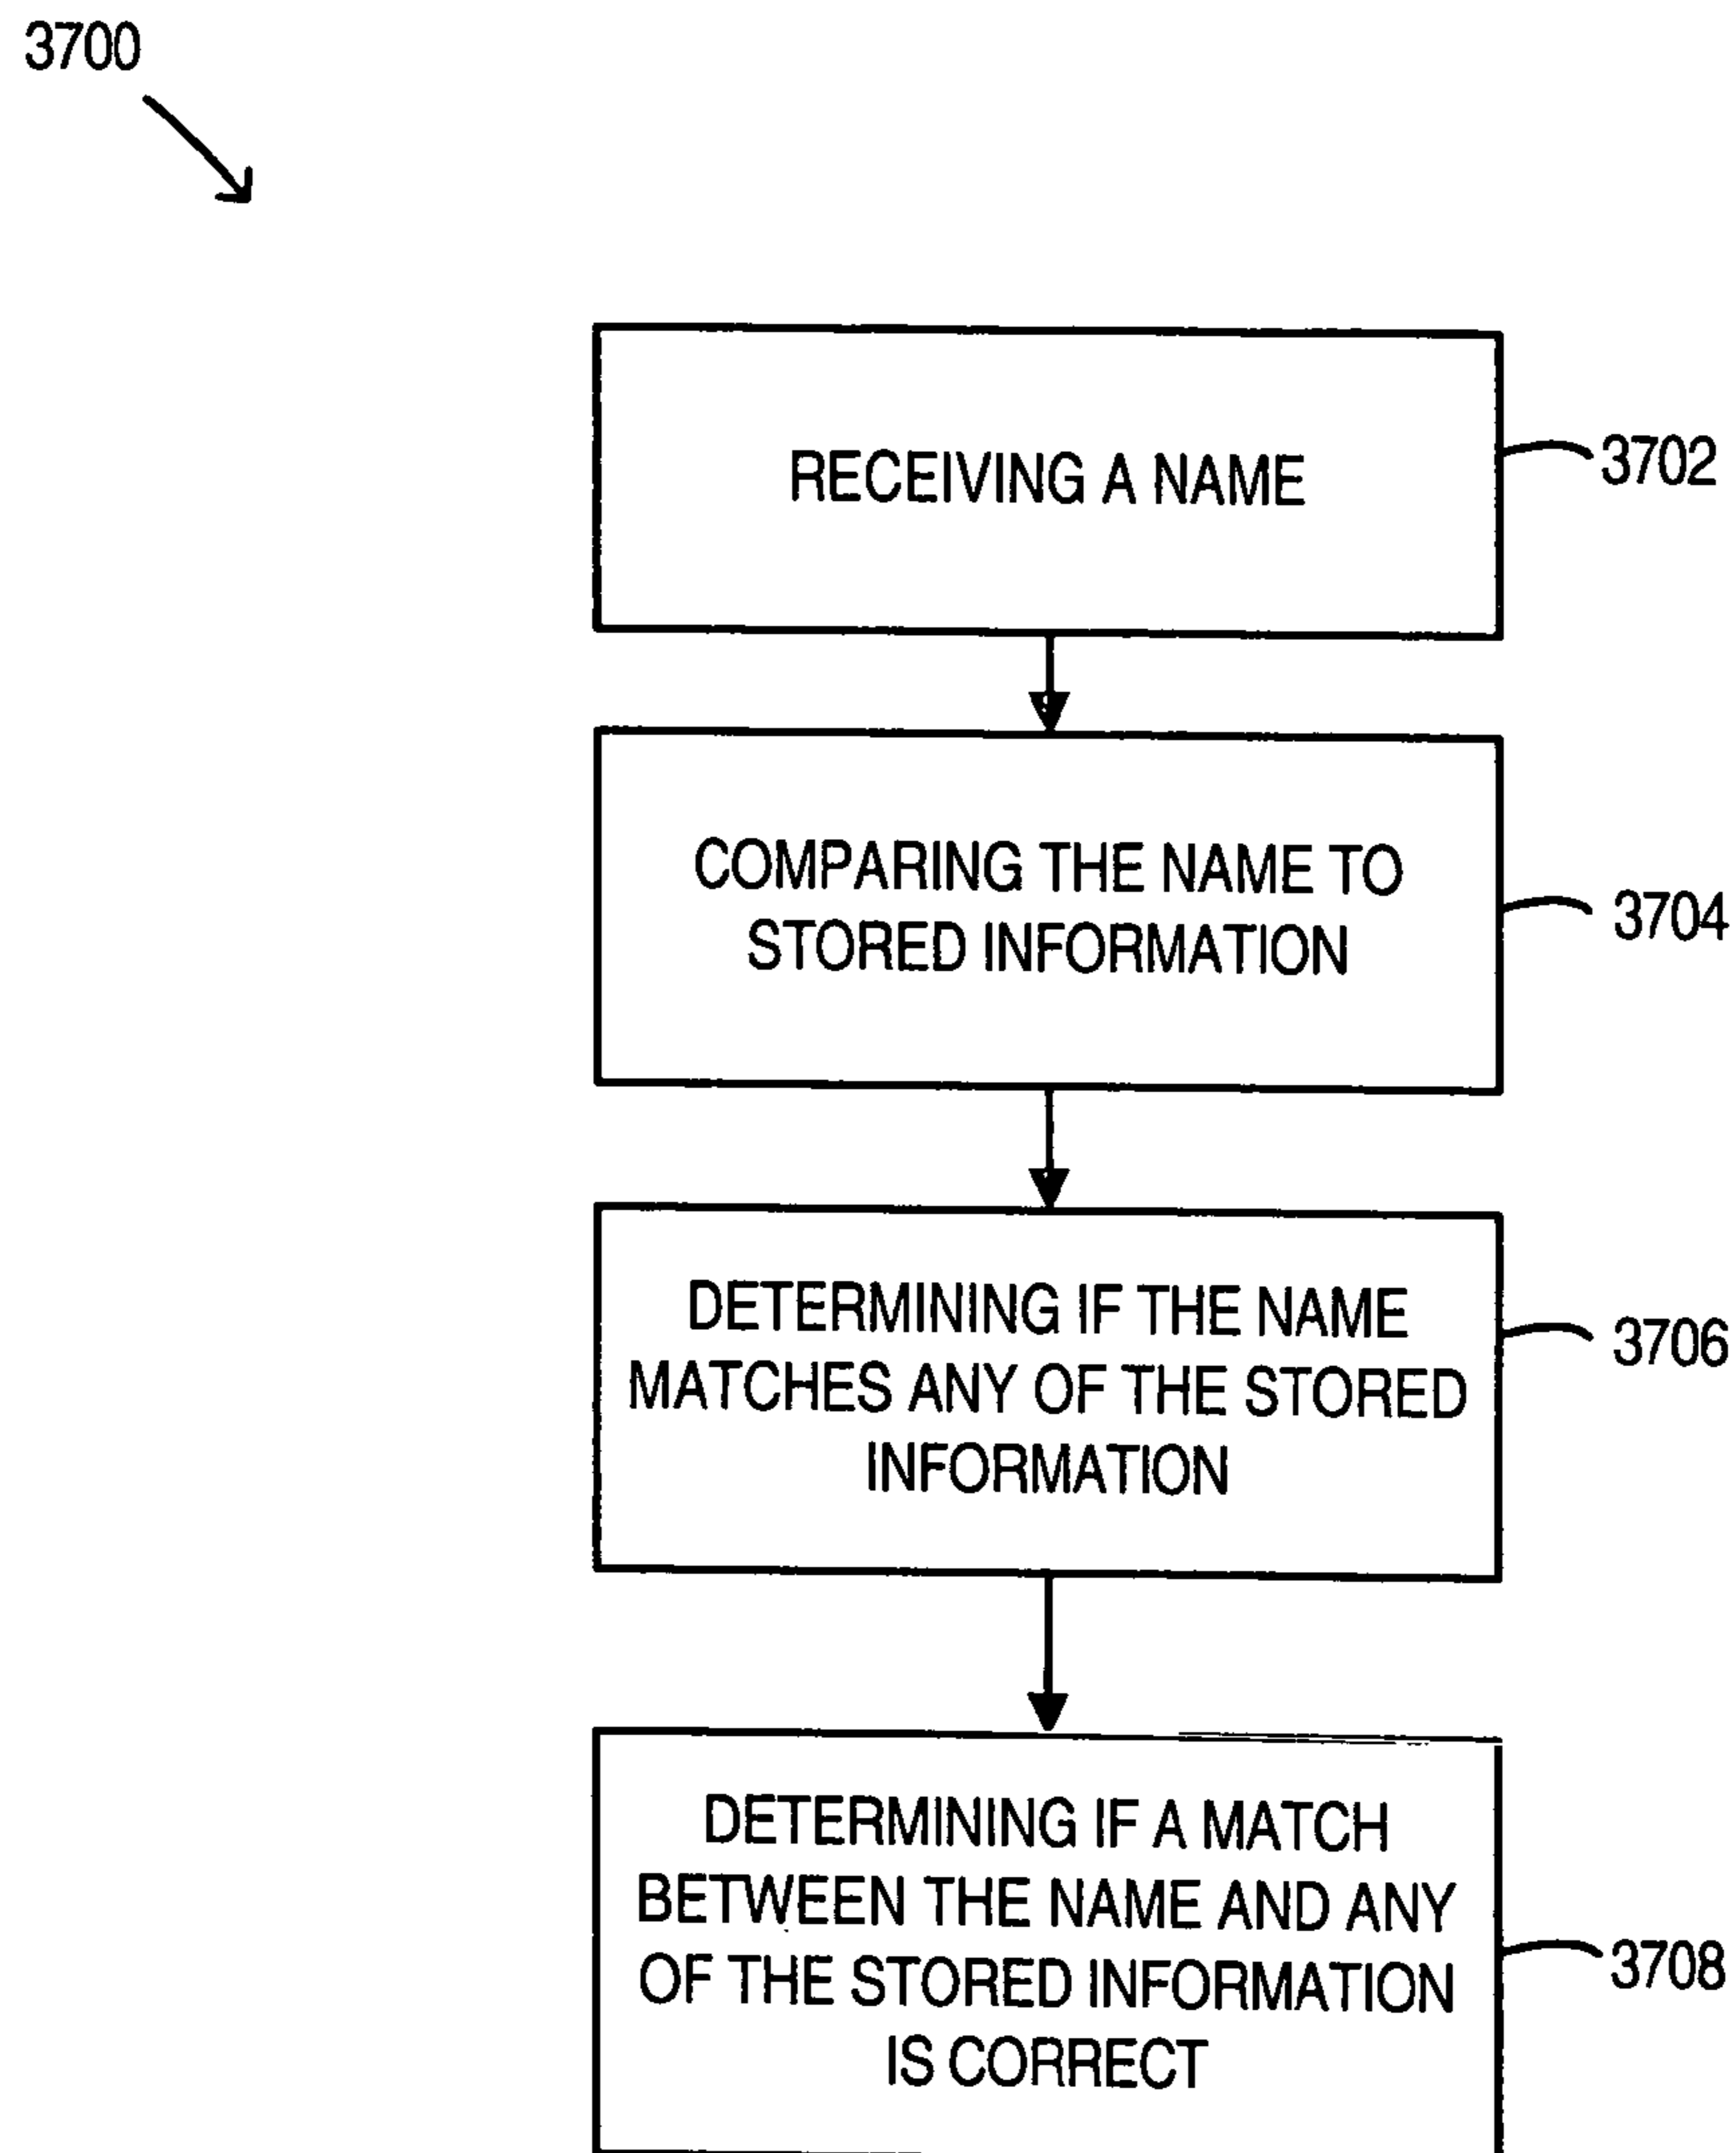 3700
RECEIVING A NAME
3702
COMPARING THE NAME TO
STORED INFORMATION
3704
DETERMINING IF THE NAME
MATCHES ANY OF THE STORED
INFORMATION
3706
DETERMINING IF A MATCH
BETWEEN THE NAME AND ANY
OF THE STORED INFORMATION
IS CORRECT
3708